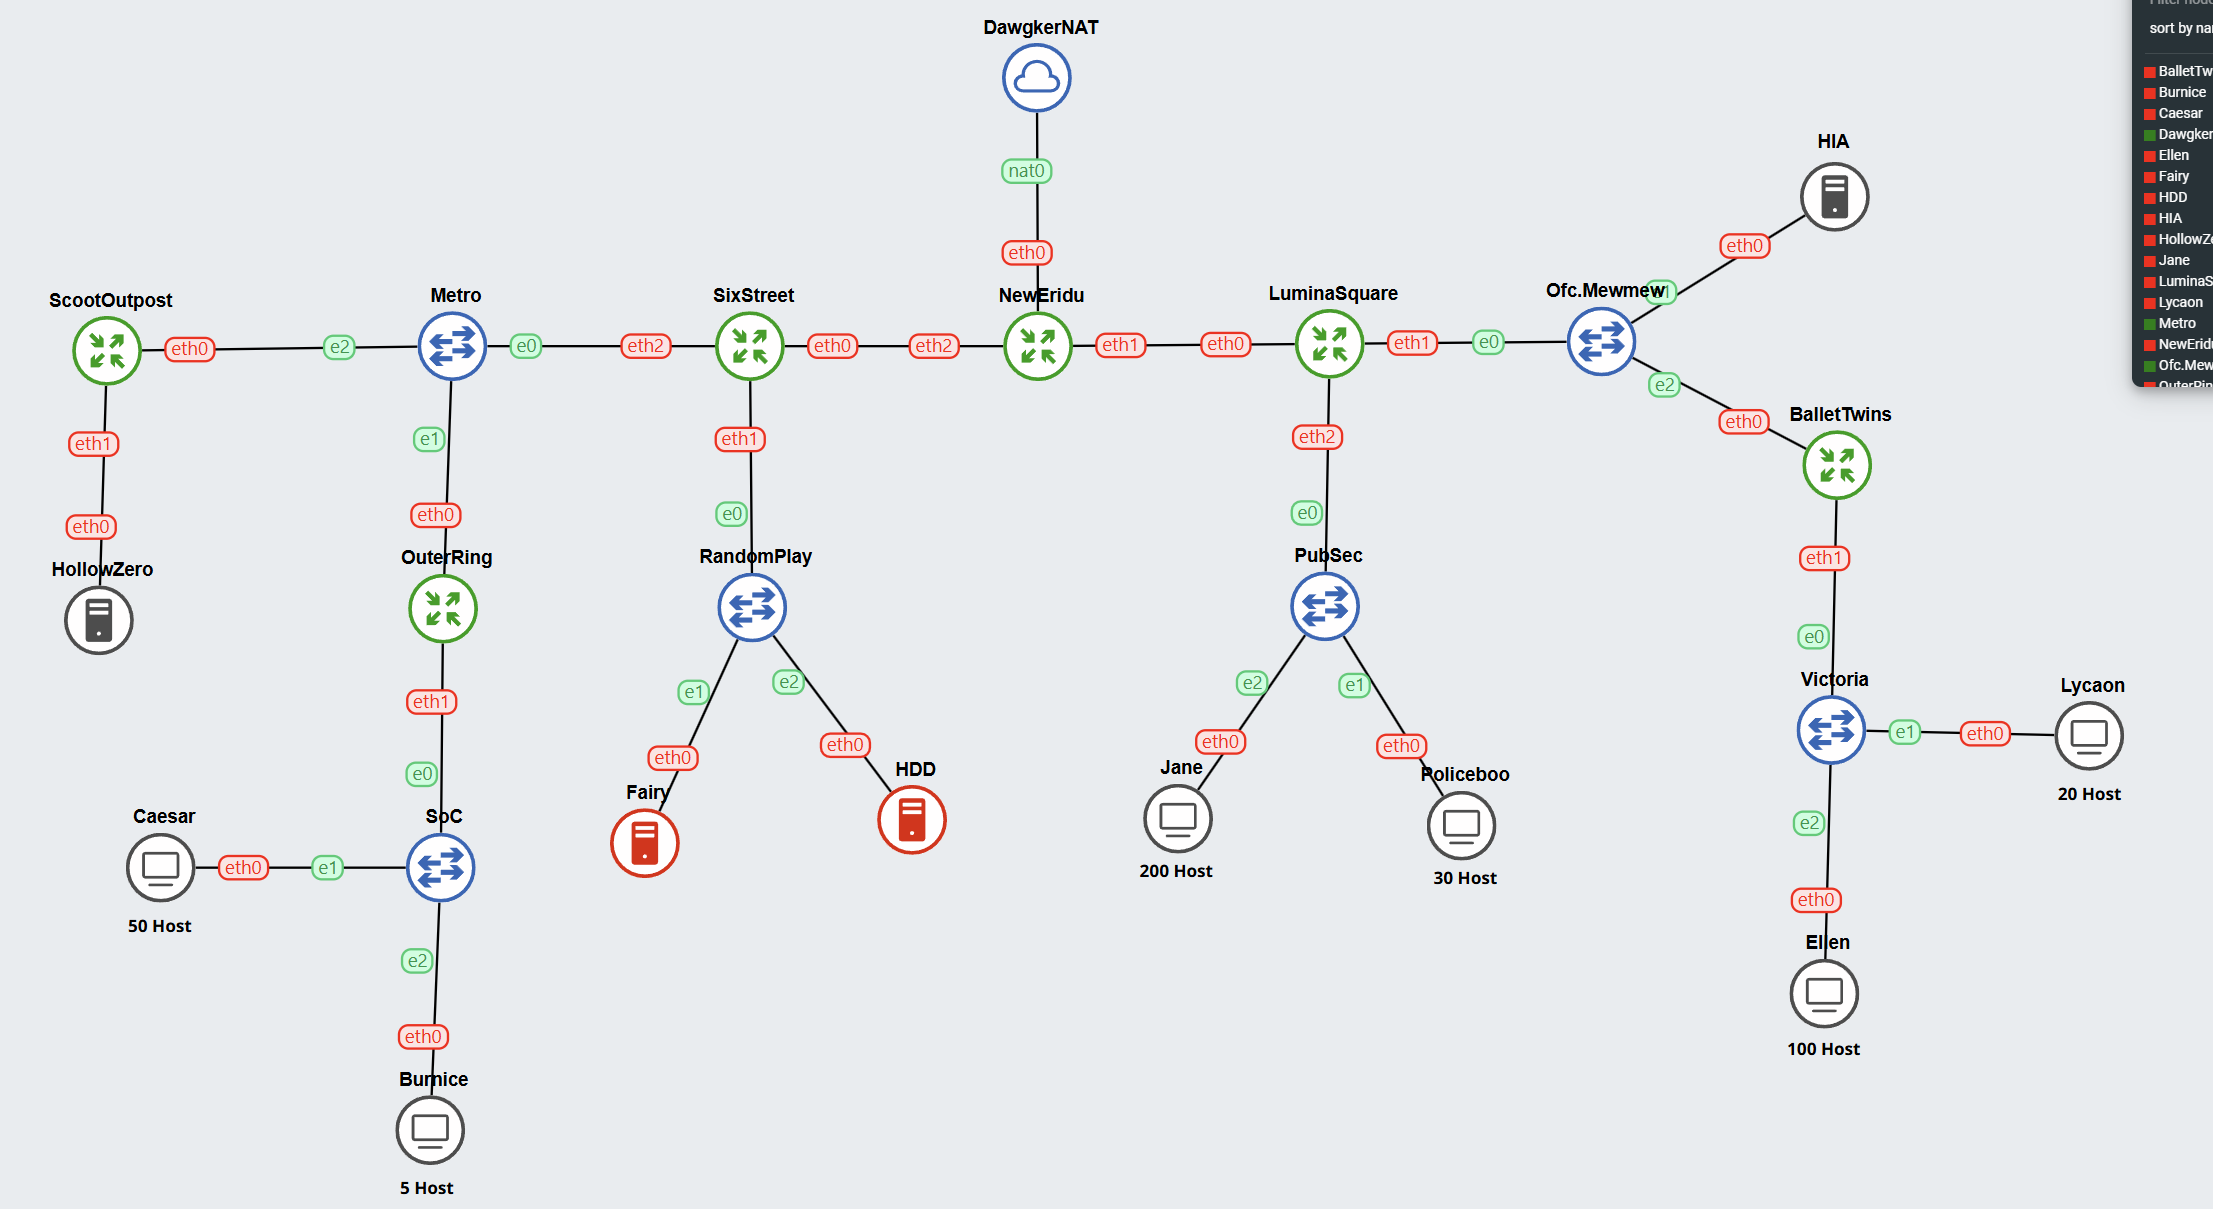 DawgkerNAT
nat0
eth0
sort by na
BalletTw
Burnice
Caesar
Dawgker
Ellen
Fairy
HDD
HIA
HollowZe
Jane
LuminaS
Lycaon
Metro
NewEridu
Ofc.Mew
OuterRin
HIA
eth0
ScootOutpost
Metro
SixStreet
NewEridu
LuminaSquare
Ofc.Mewmew
eth0
e2
e0
eth2
eth0
eth2
eth1
eth0
eth1
e0
e2
eth0
BalletTwins
eth1
e1
eth1
eth2
eth0
eth0
e0
e0
HollowZero
OuterRing
RandomPlay
PubSec
eth1
e0
eth1
e1
e2
e2
e1
Victoria
Lycaon
e1
eth0
20 Host
eth0
eth0
eth0
eth0
e0
Fairy
HDD
Jane
Policeboo
200 Host
30 Host
Caesar
SoC
eth0
e1
50 Host
e2
e2
eth0
Ellen
100 Host
eth0
Burnice
5 Host